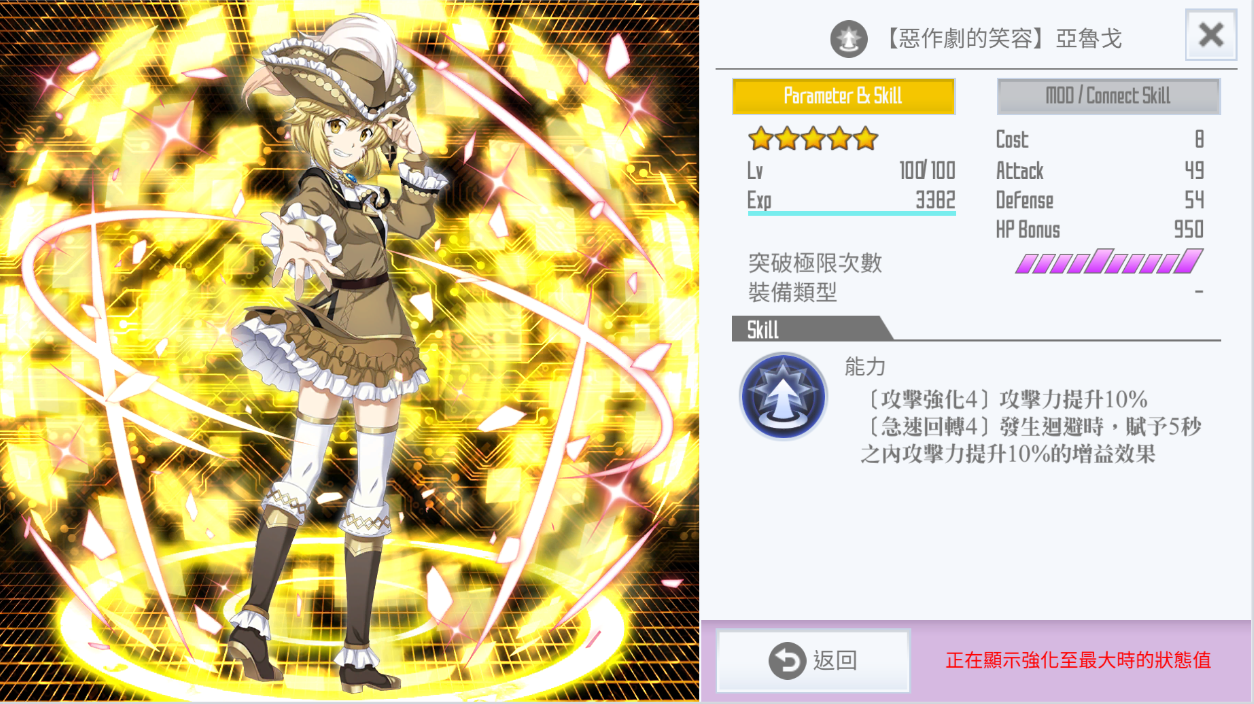 【惡作劇的笑容】亞魯戈
Parameter & Skill
MOD / Connect Skill
Lv 100/100
Exp 3382
Cost 8
Attack 49
Defense 54
HP Bonus 950
突破極限次數
裝備類型 -
Skill
能力
〔攻擊強化4〕攻擊力提升10%
〔急速回轉4〕發生迴避時，賦予5秒
之內攻擊力提升10%的增益效果
返回
正在顯示強化至最大時的狀態值